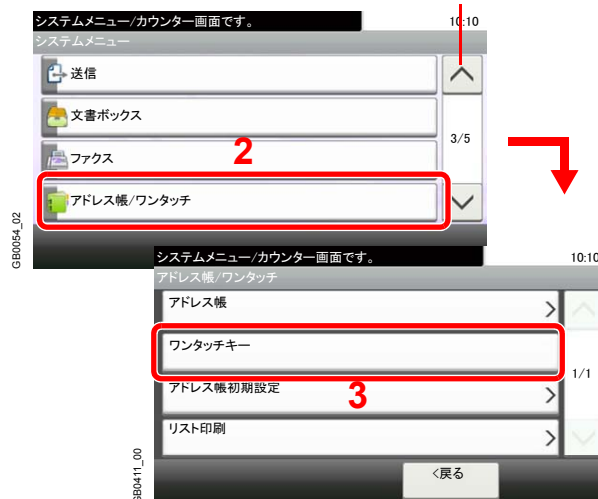 システムメニュー/カウンター画面です。 10:10
システムメニュー
送信
文書ボックス
3/5
ファクス
2
アドレス帳/ワンタッチ
GB0054_02
システムメニュー/カウンター画面です。 10:10
アドレス帳/ワンタッチ
アドレス帳
ワンタッチキー
1/1
アドレス帳初期設定
3
リスト印刷
<戻る
GB0411_00